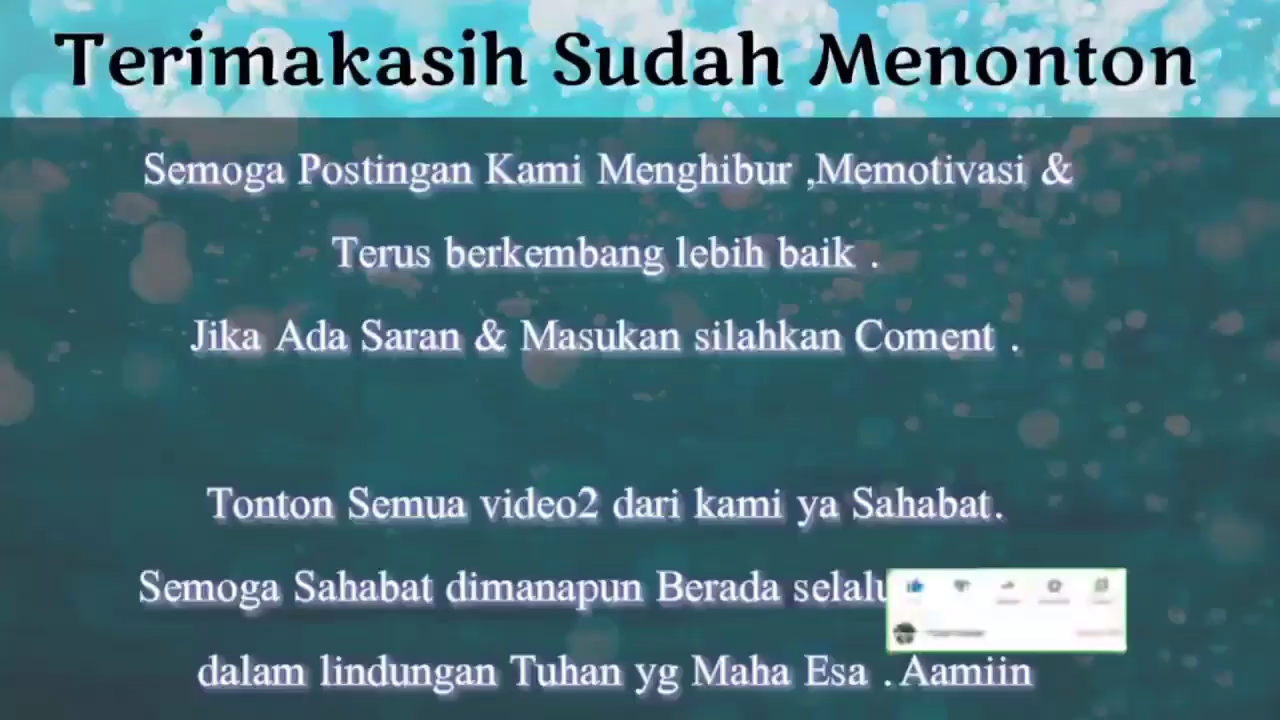 Terimakasih Sudah Menonton
Semoga Postingan Kami Menghibur ,Memotivasi &
Terus berkembang lebih baik .
Jika Ada Saran & Masukan silahkan Coment .
Tonton Semua video2 dari kami ya Sahabat.
Semoga Sahabat dimanapun Berada selalu
dalam lindungan Tuhan yg Maha Esa . Aamiin